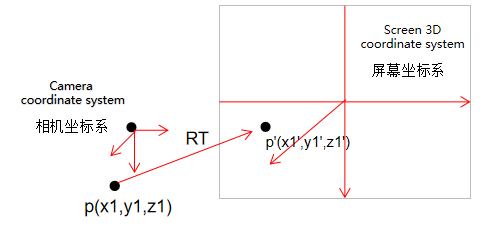 Screen 3D
coordinate system
屏幕坐标系
Camera
coordinate system
相机坐标系
RT
p'(x1',y1',z1')
p(x1,y1,z1)